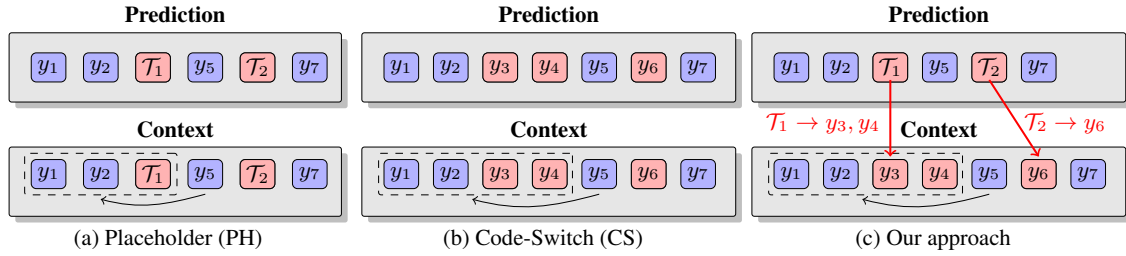 Prediction
y1 y2 𝒯1 y5 𝒯2 y7
Context
y1 y2 𝒯1 y5 𝒯2 y7
(a) Placeholder (PH)
Prediction
y1 y2 y3 y4 y5 y6 y7
Context
y1 y2 y3 y4 y5 y6 y7
(b) Code-Switch (CS)
Prediction
y1 y2 𝒯1 y5 𝒯2 y7
𝒯1 → y3, y4 𝒯2 → y6
Context
y1 y2 y3 y4 y5 y6 y7
(c) Our approach